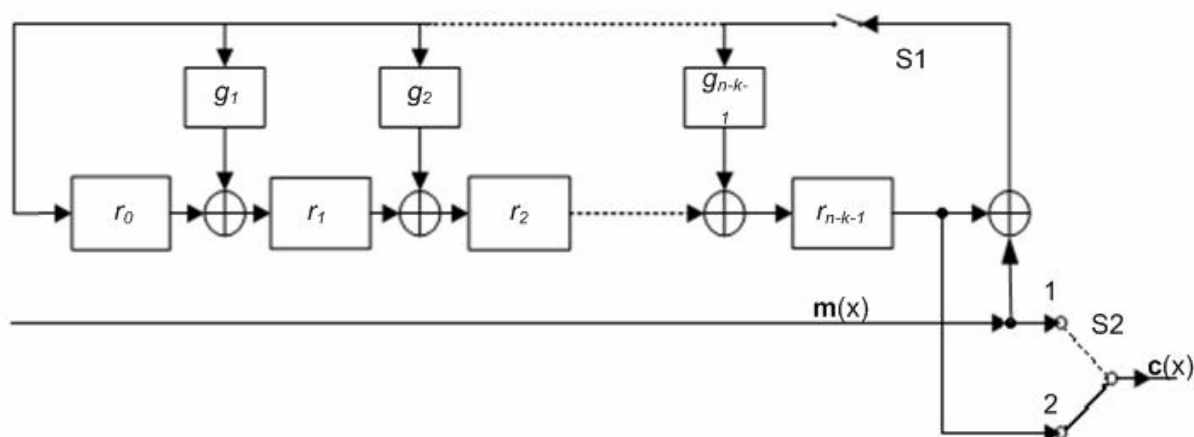 S1
g1
g2
gn-k-
1
r0
r1
r2
rn-k-1
m(x)
1
S2
c(x)
2